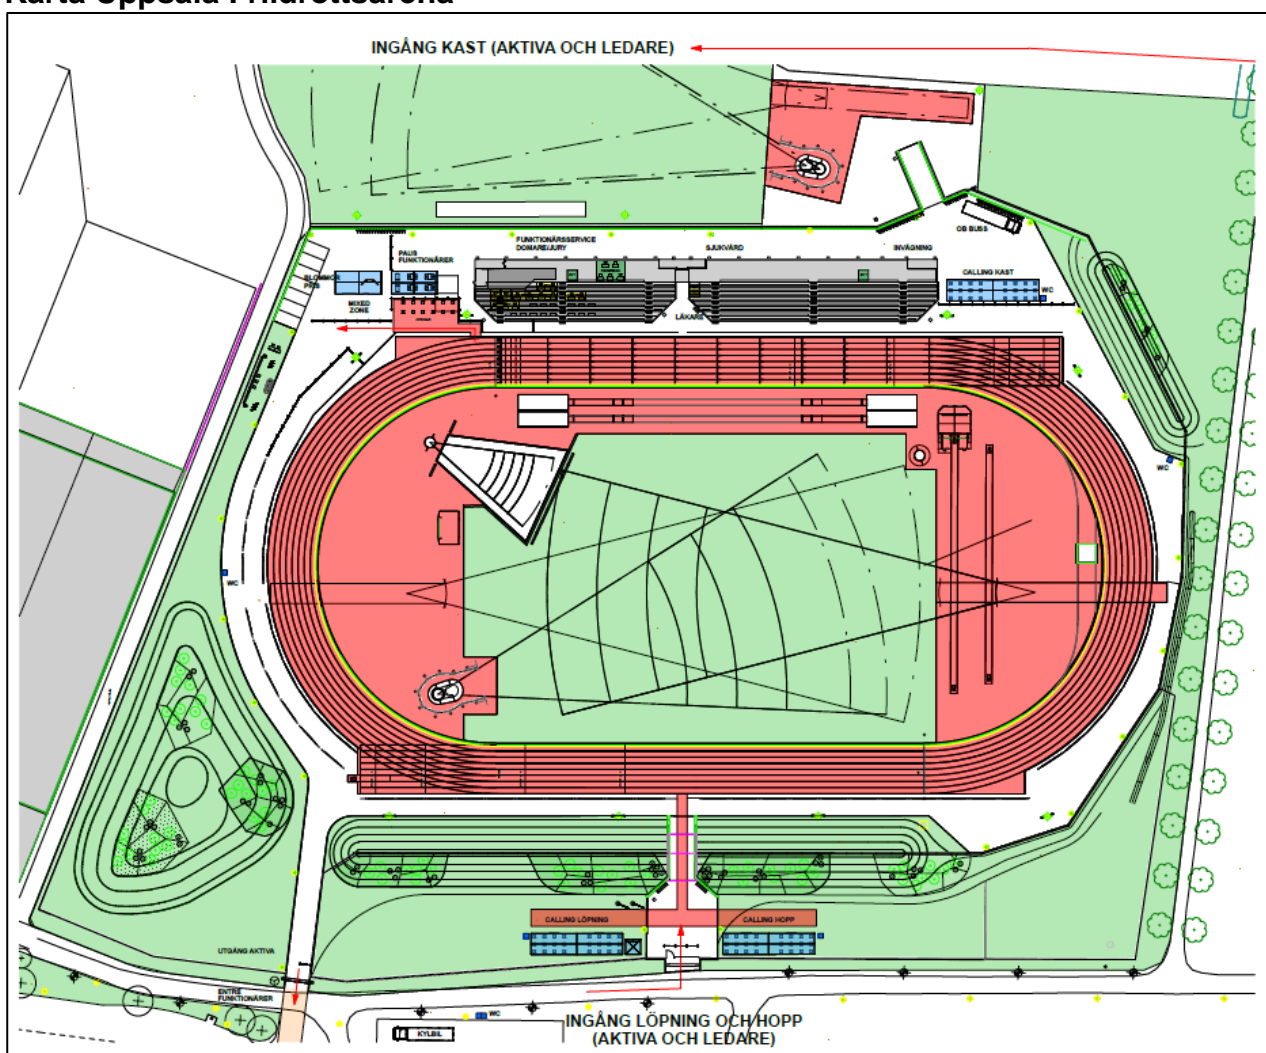 Karta Uppsala Friidrottsarena
INGÅNG KAST (AKTIVA OCH LEDARE)
OB BUSS
FUNKTIONÄRSSERVICE
DOMARE/JURY
SJUKVÅRD
INVÄGNING
PALIS
FUNKTIONÄRER
BLOMMOR
PRIS
CALLING KAST
WC
MIXED
ZONE
LÄKARE
WC
WC
CALLING LÖPNING
CALLING HOPP
UTGÅNG AKTIVA
ENTRÉ
FUNKTIONÄRER
WC
KYLBIL
INGÅNG LÖPNING OCH HOPP
(AKTIVA OCH LEDARE)